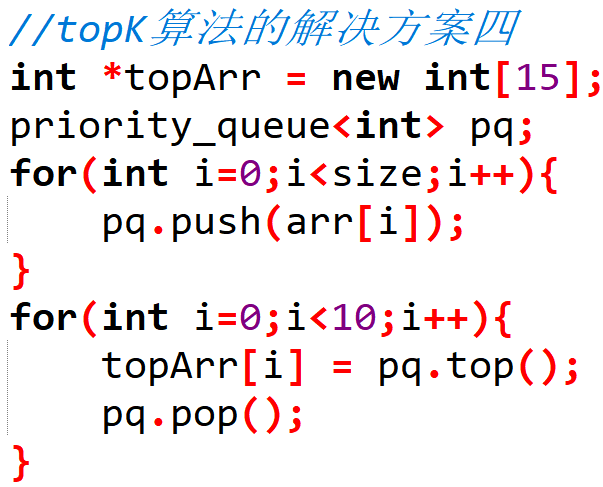 //topK算法的解决方案四
int *topArr = new int[15];
priority_queue<int> pq;
for(int i=0;i<size;i++){
    pq.push(arr[i]);
}
for(int i=0;i<10;i++){
    topArr[i] = pq.top();
    pq.pop();
}